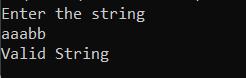 Enter the string
aaabb
Valid String